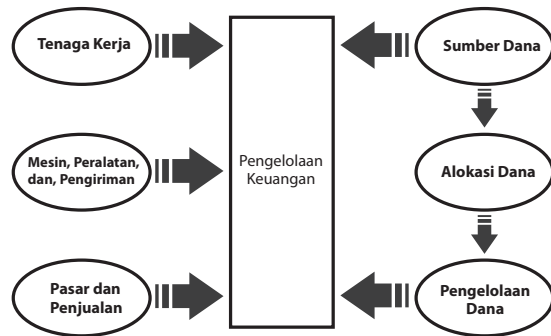 Tenaga Kerja
Sumber Dana
Mesin, Peralatan,
dan, Pengiriman
Pengelolaan
Keuangan
Alokasi Dana
Pasar dan
Penjualan
Pengelolaan
Dana